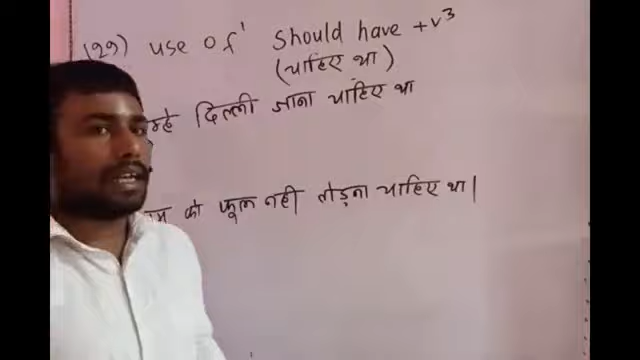 (29) use of Should have + v³
(चाहिए था)
म्हे दिल्ली जाना चाहिए था
को फूल नहीं तोड़ना चाहिए था|